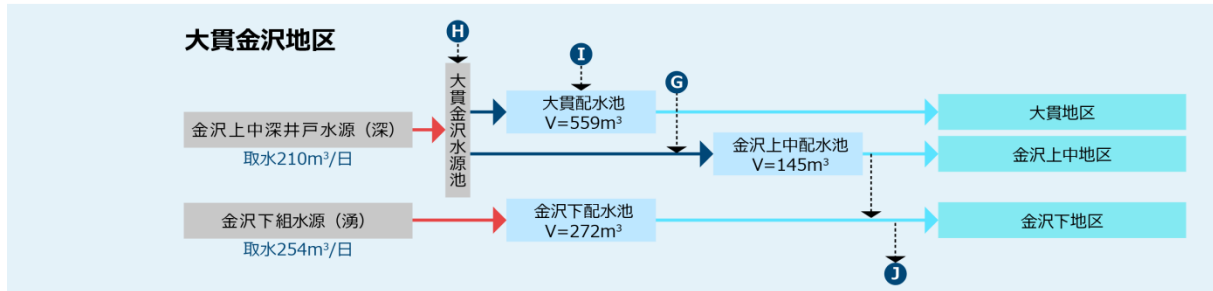 大貫金沢地区
H
I
G
金沢上中深井戸水源（深）
取水210m³/日
大貫金沢水源池
大貫配水池
V=559m³
大貫地区
金沢上中配水池
V=145m³
金沢上中地区
金沢下組水源（湧）
取水254m³/日
金沢下配水池
V=272m³
金沢下地区
J